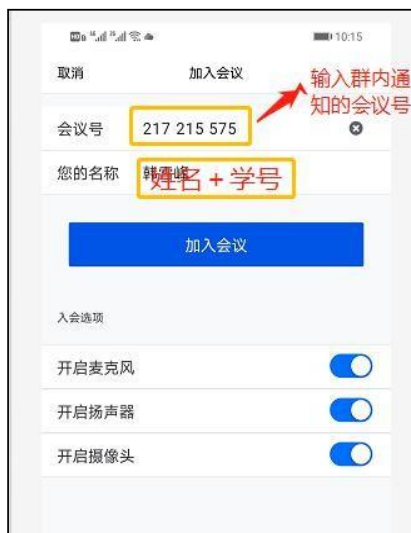 10:15
取消
加入会议
输入群内通
知的会议号
会议号
217 215 575
您的名称
姓名+学号
加入会议
入会选项
开启麦克风
开启扬声器
开启摄像头